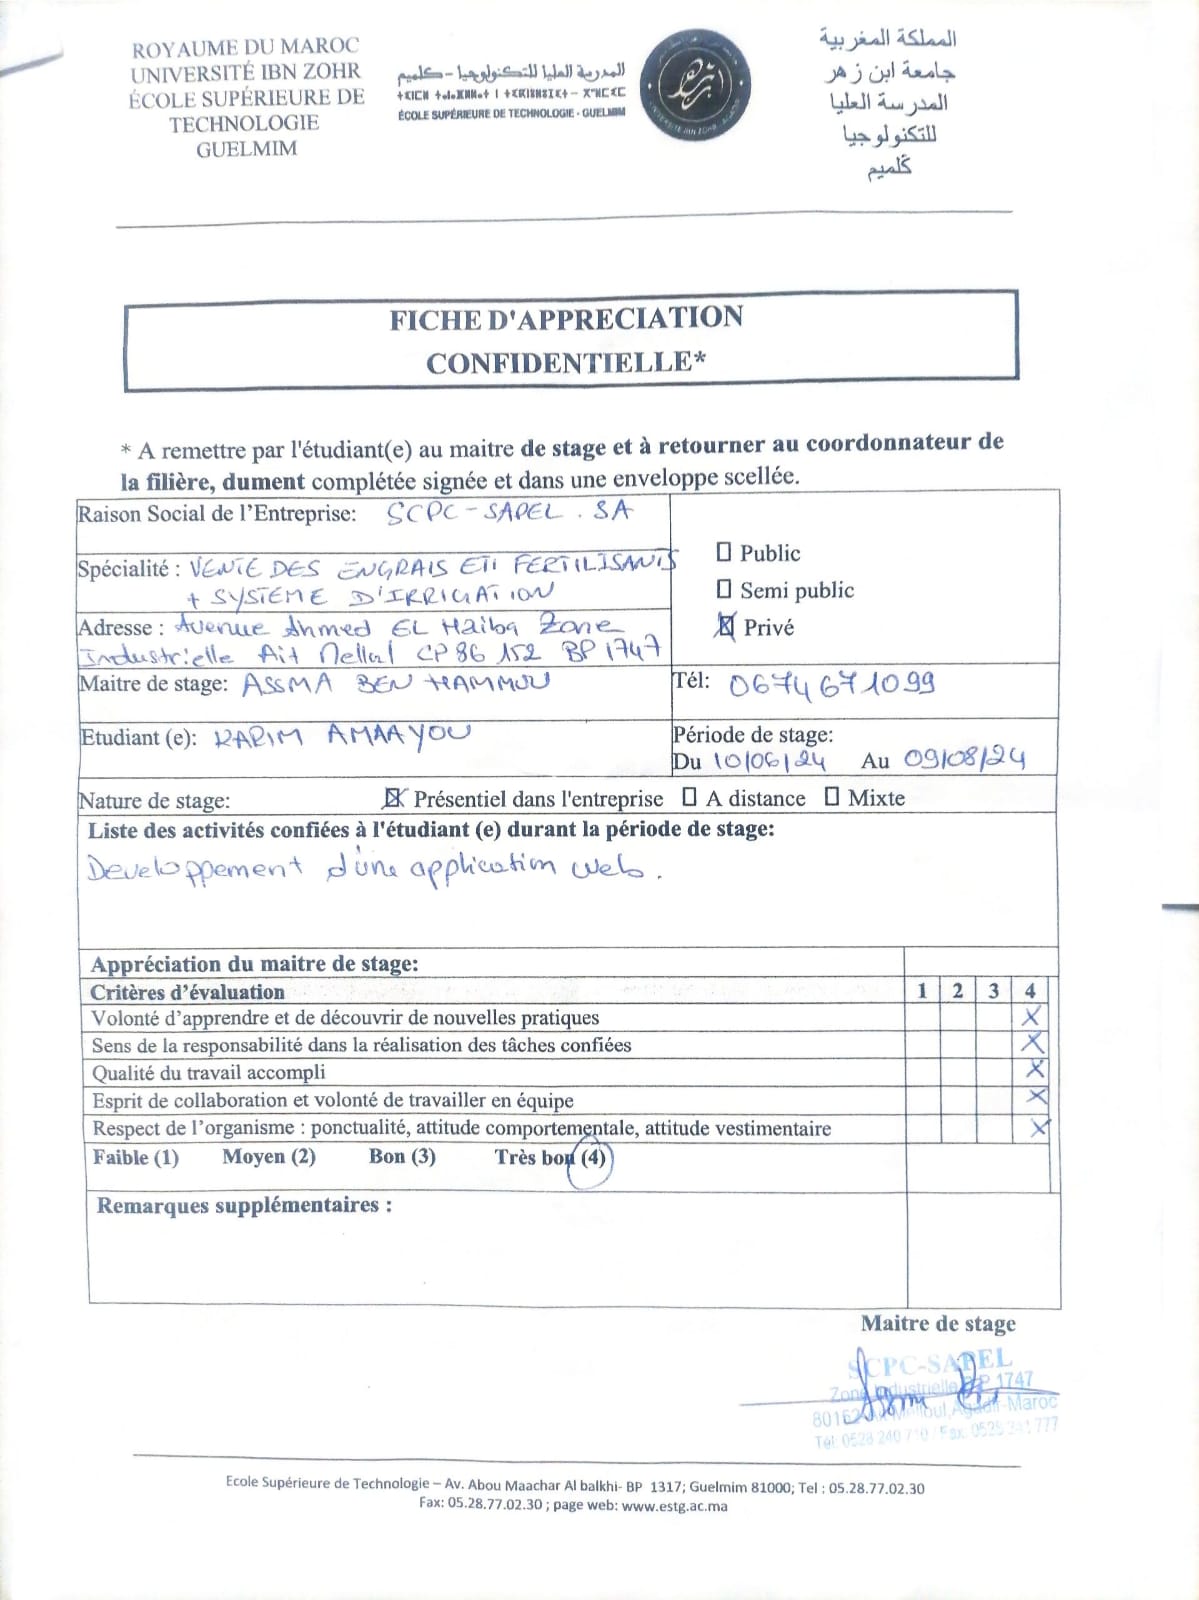 ROYAUME DU MAROC
UNIVERSITÉ IBN ZOHR
ÉCOLE SUPÉRIEURE DE
TECHNOLOGIE
GUELMIM
المدرسة العليا للتكنولوجيا - كلميم
ÉCOLE SUPÉRIEURE DE TECHNOLOGIE - GUELMIM
المملكة المغربية
جامعة ابن زهر
المدرسة العليا
للتكنولوجيا
كلميم
FICHE D'APPRECIATION
CONFIDENTIELLE*
* A remettre par l'étudiant(e) au maitre de stage et à retourner au coordonnateur de
la filière, dument complétée signée et dans une enveloppe scellée.
Raison Social de l'Entreprise: SCPC-SAPEL . SA
Spécialité : VENTE DES ENGRAIS ET FERTILISANTS
+ SYSTEME D'IRRIGATION
Adresse : Avenue Ahmed EL Haiba Zone
Industrielle Ait Mellal CP 86 152 BP 1747
Public
Semi public
Privé
Maitre de stage: ASSMA BEN HAMMOU
Tél: 0674671099
Etudiant (e): KARIM AMAAYOU
Période de stage:
Du 10/06/24 Au 09/08/24
Nature de stage: Présentiel dans l'entreprise A distance Mixte
Liste des activités confiées à l'étudiant (e) durant la période de stage:
Developpement d'une application web.
Appréciation du maitre de stage:
Critères d'évaluation 1 2 3 4
Volonté d'apprendre et de découvrir de nouvelles pratiques X
Sens de la responsabilité dans la réalisation des tâches confiées X
Qualité du travail accompli X
Esprit de collaboration et volonté de travailler en équipe X
Respect de l'organisme : ponctualité, attitude comportementale, attitude vestimentaire X
Faible (1) Moyen (2) Bon (3) Très bon (4)
Remarques supplémentaires :
Maitre de stage
SCPC-SAPEL
Zone Industrielle B.P 1747
Agadir-Maroc
Tél: 0528 240 710 / Fax: 0528 241 777
Ecole Supérieure de Technologie – Av. Abou Maachar Al balkhi- BP 1317; Guelmim 81000; Tel : 05.28.77.02.30
Fax: 05.28.77.02.30 ; page web: www.estg.ac.ma